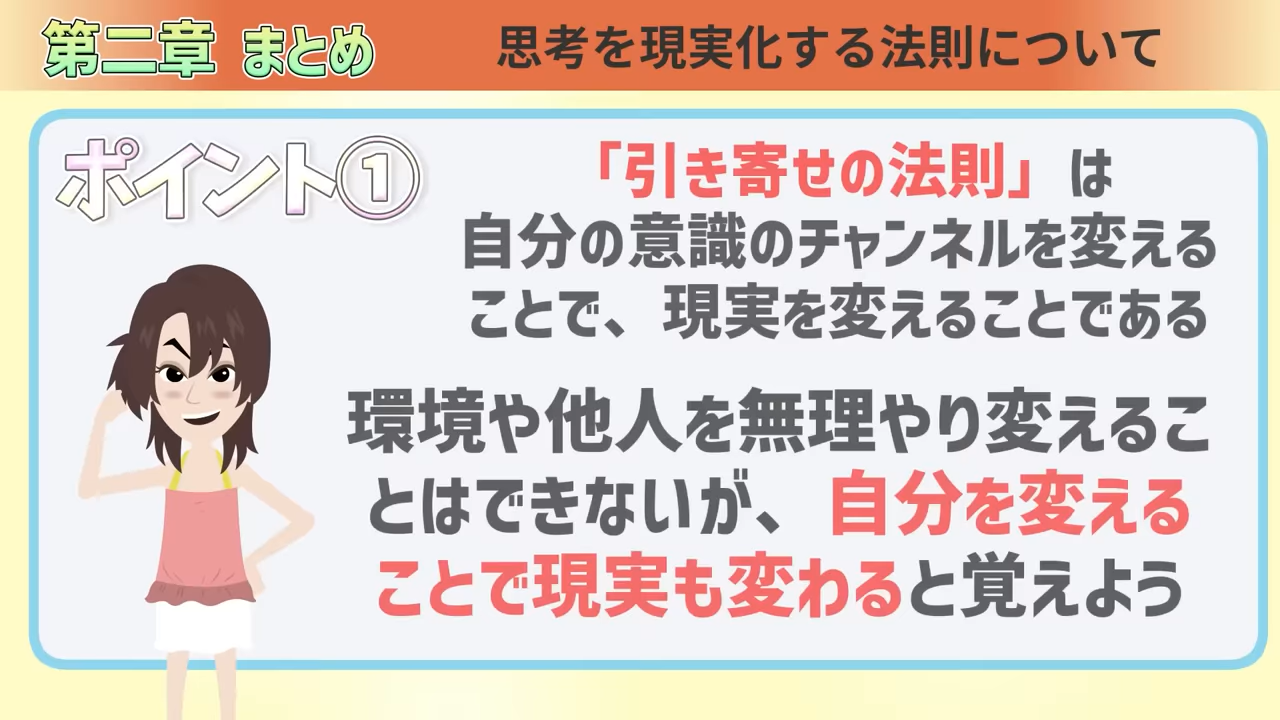 第二章 まとめ
思考を現実化する法則について
ポイント①
「引き寄せの法則」は
自分の意識のチャンネルを変える
ことで、現実を変えることである
環境や他人を無理やり変えるこ
とはできないが、自分を変える
ことで現実も変わると覚えよう